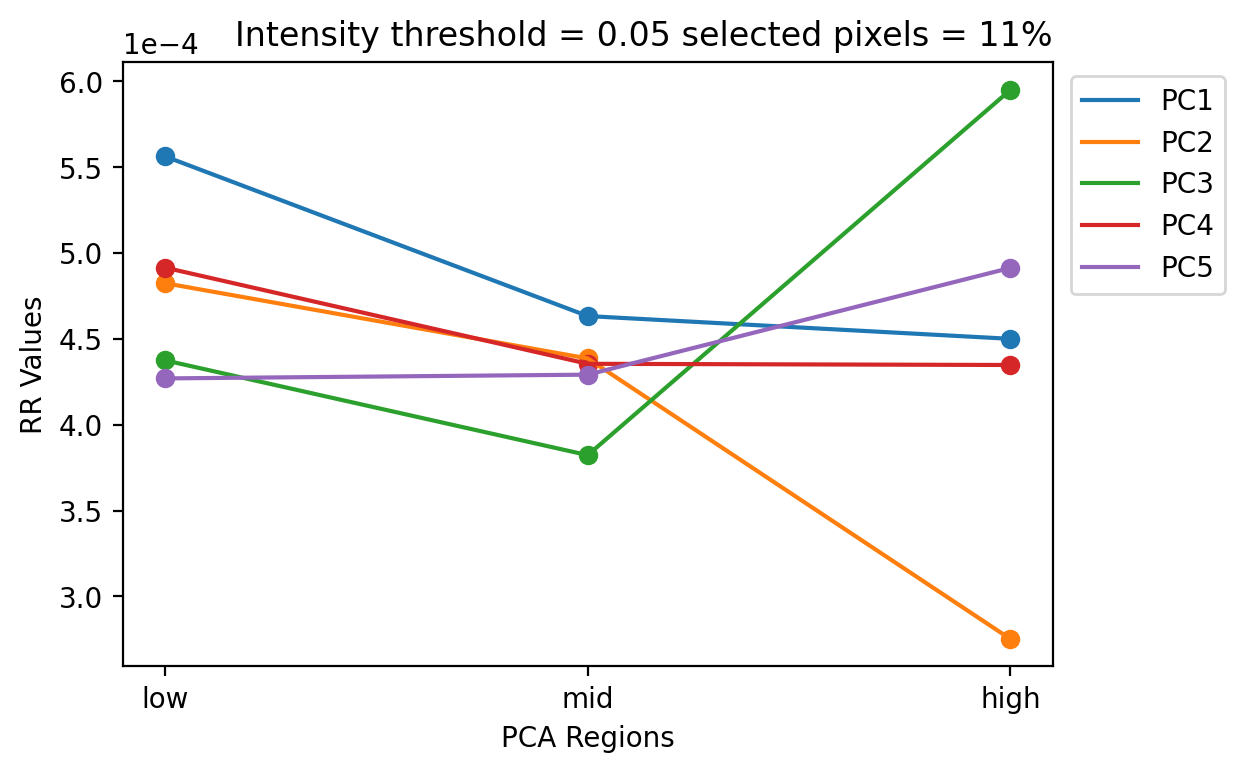 Intensity threshold = 0.05 selected pixels = 11%
1e−4
6.0
5.5
5.0
4.5
4.0
3.5
3.0
RR Values
low
mid
high
PCA Regions
PC1
PC2
PC3
PC4
PC5